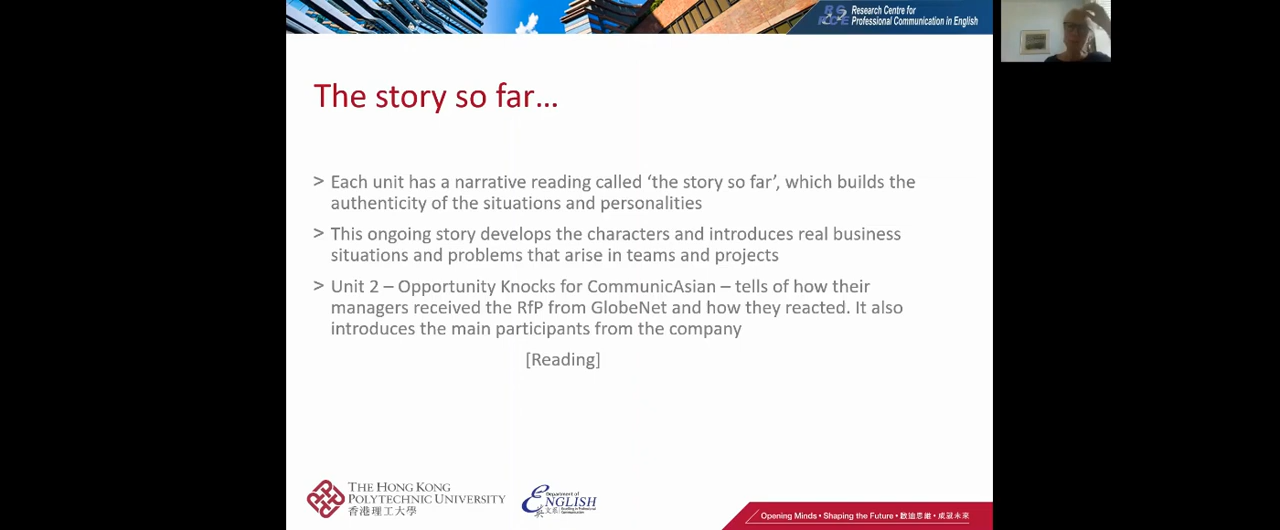 Research Centre for
Professional Communication in English
The story so far...
> Each unit has a narrative reading called ‘the story so far’, which builds the
authenticity of the situations and personalities
> This ongoing story develops the characters and introduces real business
situations and problems that arise in teams and projects
> Unit 2 – Opportunity Knocks for CommunicAsian – tells of how their
managers received the RfP from GlobeNet and how they reacted. It also
introduces the main participants from the company
[Reading]
THE HONG KONG
POLYTECHNIC UNIVERSITY
香港理工大學
Department of
ENGLISH
Opening Minds • Shaping the Future • 啟迪思維 • 成就未來